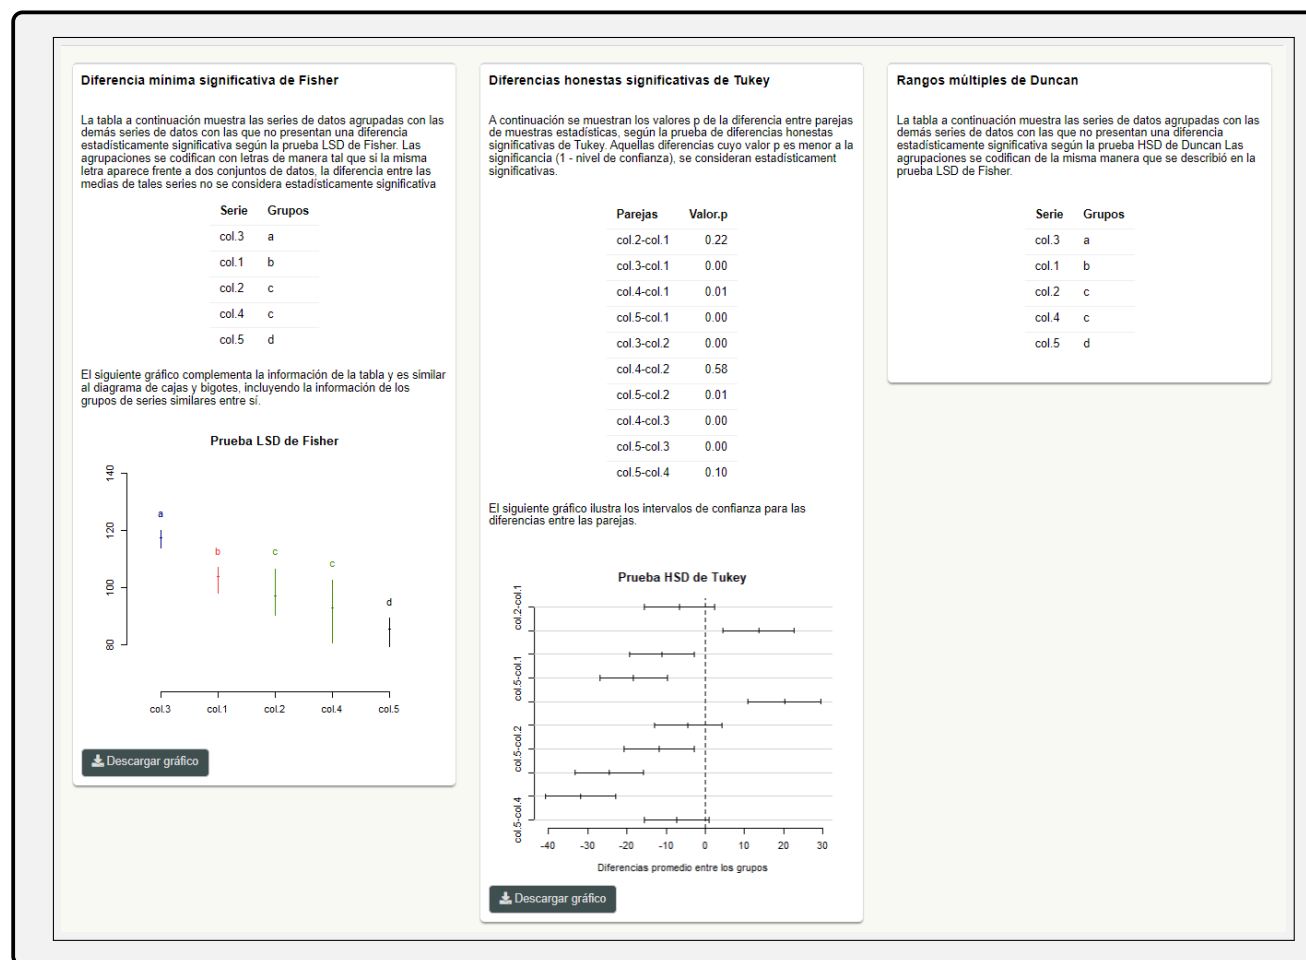 Diferencia mínima significativa de Fisher
La tabla a continuación muestra las series de datos agrupadas con las
demás series de datos con las que no presentan una diferencia
estadísticamente significativa según la prueba LSD de Fisher. Las
agrupaciones se codifican con letras de manera tal que si la misma
letra aparece frente a dos conjuntos de datos, la diferencia entre las
medias de tales series no se considera estadísticamente significativa
Serie Grupos
col.3 a
col.1 b
col.2 c
col.4 c
col.5 d
El siguiente gráfico complementa la información de la tabla y es similar
al diagrama de cajas y bigotes, incluyendo la información de los
grupos de series similares entre sí.
Prueba LSD de Fisher
140
120
100
80
a
b
c
c
d
col.3 col.1 col.2 col.4 col.5
Descargar gráfico
Diferencias honestas significativas de Tukey
A continuación se muestran los valores p de la diferencia entre parejas
de muestras estadísticas, según la prueba de diferencias honestas
significativas de Tukey. Aquellas diferencias cuyo valor p es menor a la
significancia (1 - nivel de confianza), se consideran estadísticament
significativas.
Parejas Valor.p
col.2-col.1 0.22
col.3-col.1 0.00
col.4-col.1 0.01
col.5-col.1 0.00
col.3-col.2 0.00
col.4-col.2 0.58
col.5-col.2 0.01
col.4-col.3 0.00
col.5-col.3 0.00
col.5-col.4 0.10
El siguiente gráfico ilustra los intervalos de confianza para las
diferencias entre las parejas.
Prueba HSD de Tukey
col.2-col.1
col.5-col.1
col.5-col.2
col.5-col.4
-40 -30 -20 -10 0 10 20 30
Diferencias promedio entre los grupos
Descargar gráfico
Rangos múltiples de Duncan
La tabla a continuación muestra las series de datos agrupadas con las
demás series de datos con las que no presentan una diferencia
estadísticamente significativa según la prueba HSD de Duncan Las
agrupaciones se codifican de la misma manera que se describió en la
prueba LSD de Fisher.
Serie Grupos
col.3 a
col.1 b
col.2 c
col.4 c
col.5 d